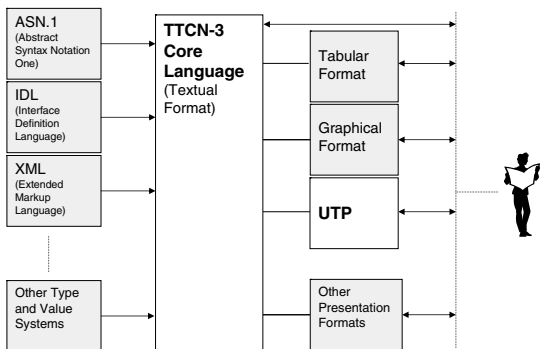 ASN.1
(Abstract
Syntax Notation
One)
IDL
(Interface
Definition
Language)
XML
(Extended
Markup
Language)
Other Type
and Value
Systems
TTCN-3
Core
Language
(Textual
Format)
Tabular
Format
Graphical
Format
UTP
Other
Presentation
Formats